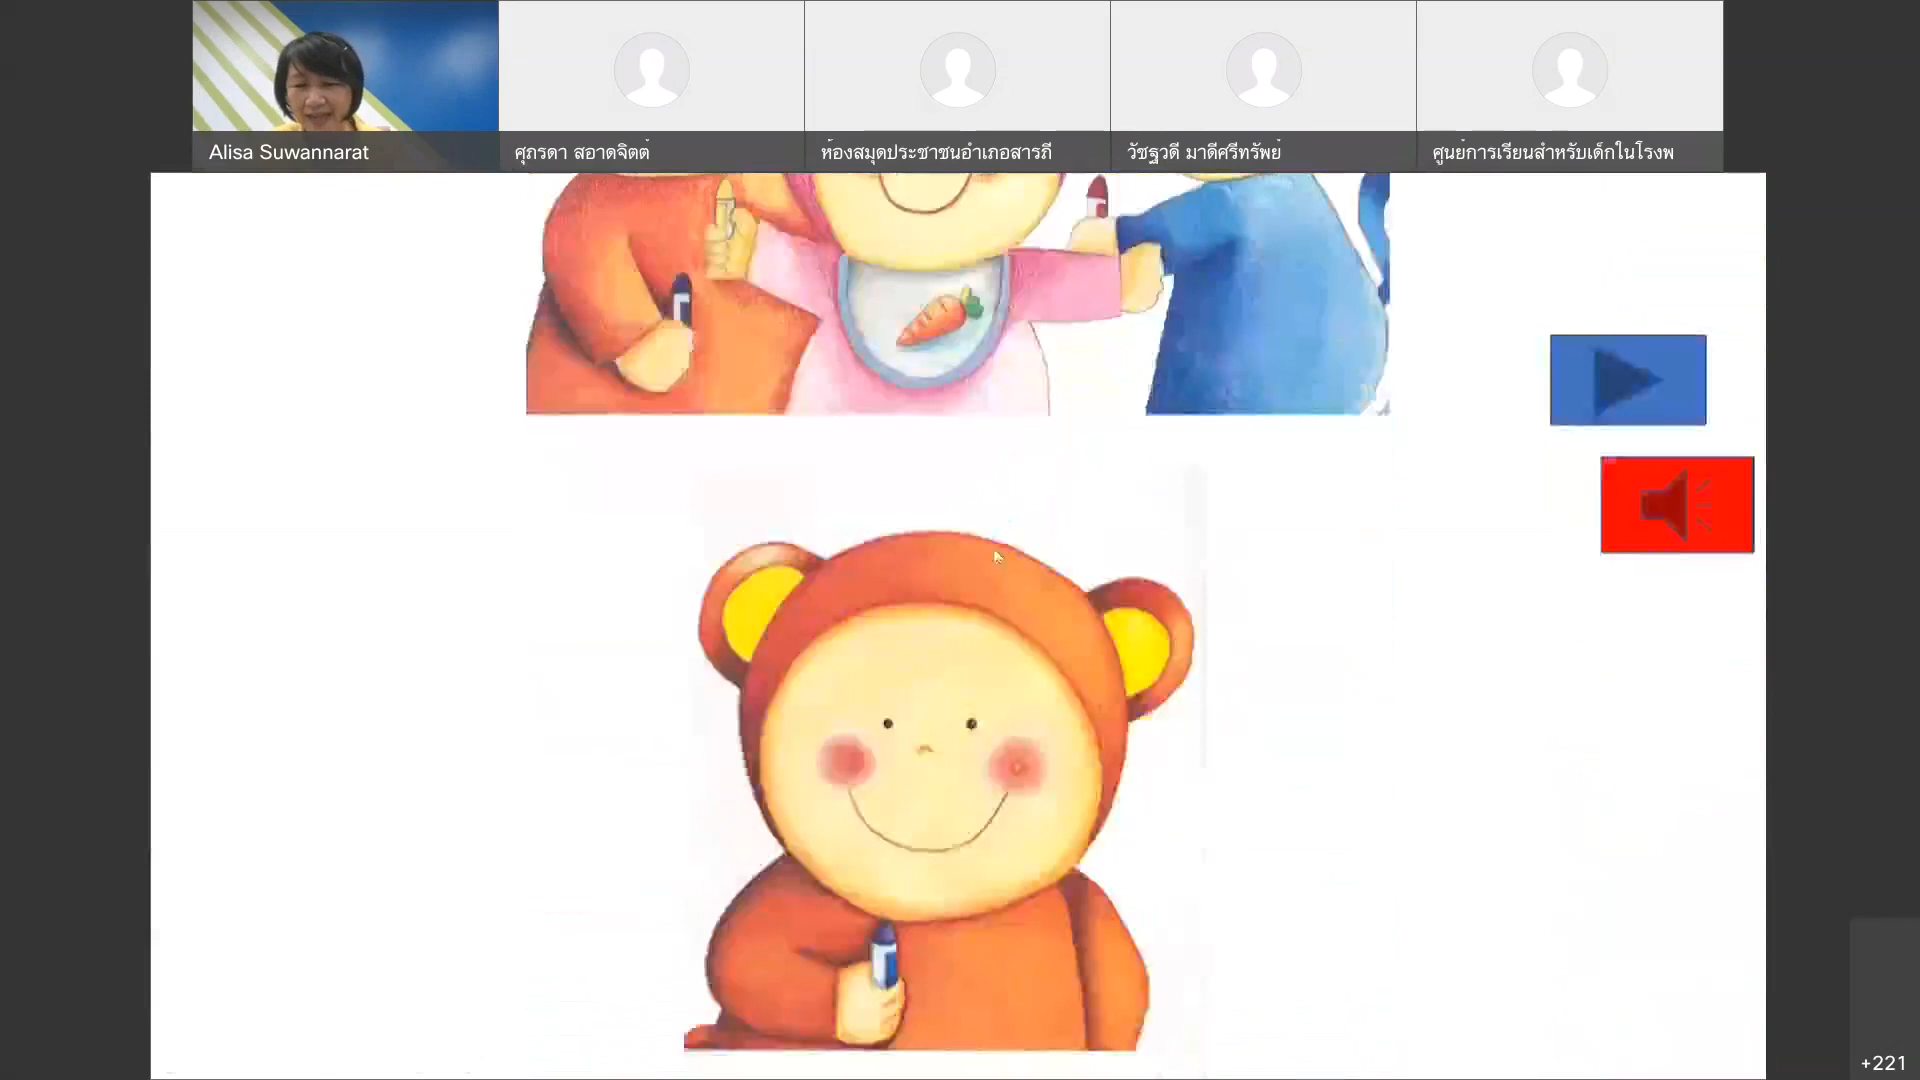 Alisa Suwannarat
ศุภรดา สอาดจิตต์
ห้องสมุดประชาชนอำเภอสารภี
วัชฐวดี มาดีศรีทรัพย์
ศูนย์การเรียนสำหรับเด็กในโรงพ
+221